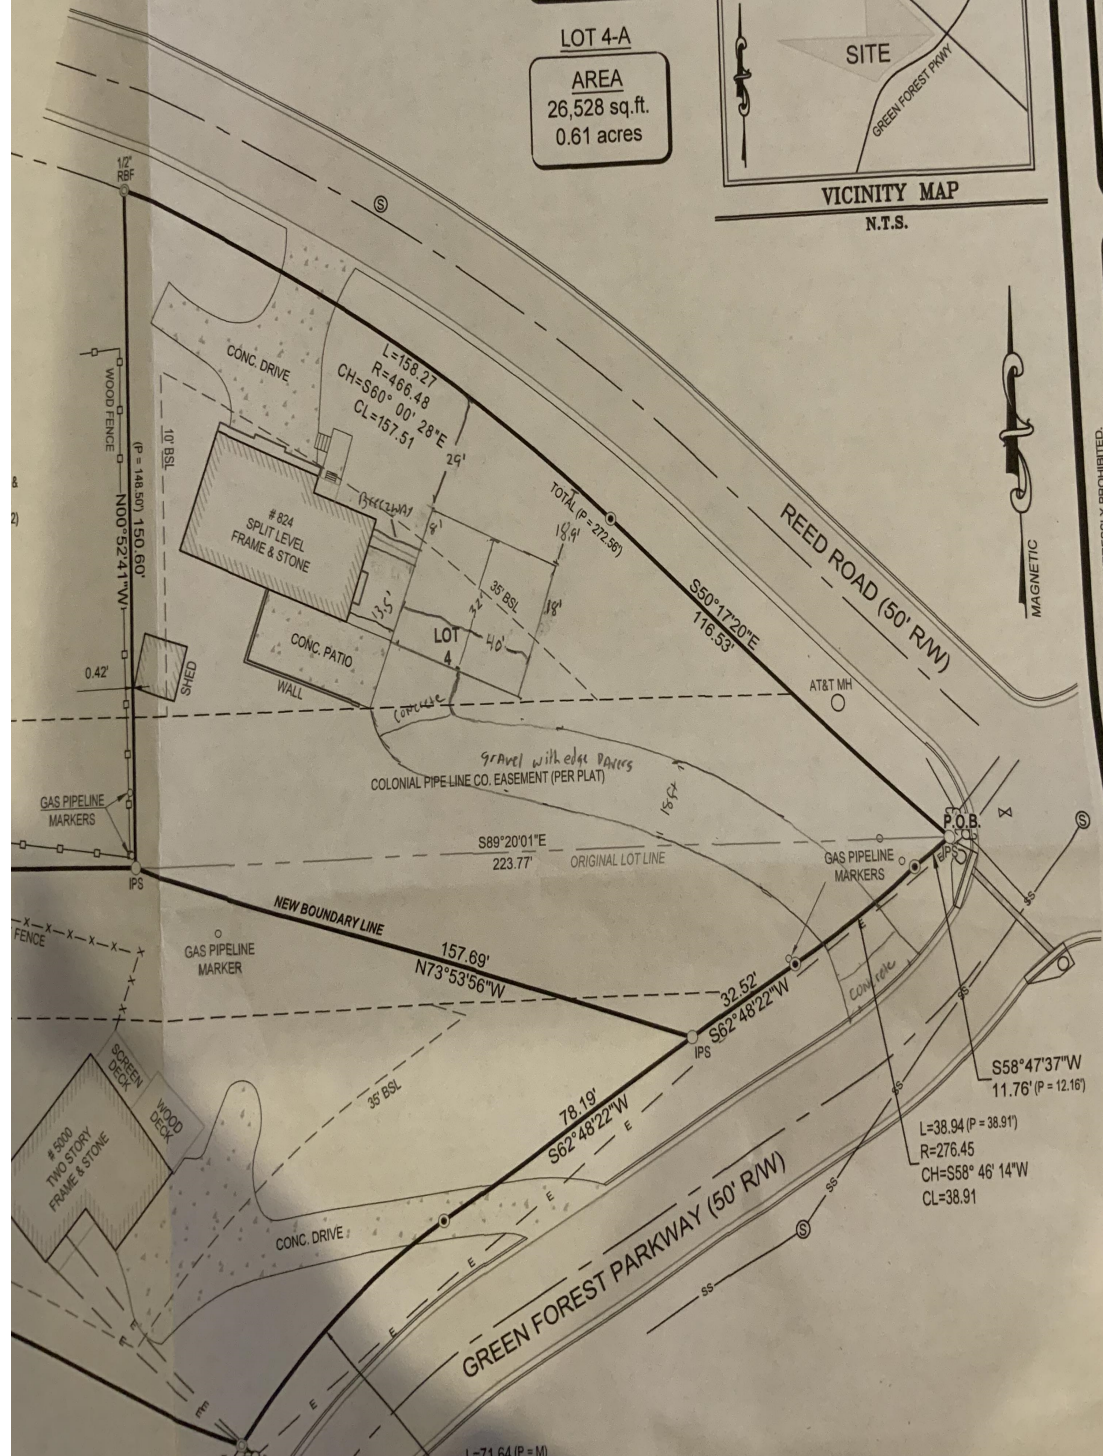 LOT 4-A
AREA
26,528 sq.ft.
0.61 acres
SITE
GREEN FOREST PKWY
VICINITY MAP
N.T.S.
1/2"
RBF
S
CONC. DRIVE
L=158.27
R=466.48
CH=S60° 00' 28"E
CL=157.51
29'
WOOD FENCE
10' BSL
(P = 148.50') 150.60'
N00°52'41"W
# 824
SPLIT LEVEL
FRAME & STONE
BREEZWAY
8'
TOTAL (P = 272.56')
18.9'
REED ROAD (50' R/W)
MAGNETIC
S50°17'20"E
116.53'
35' BSL
32'
18'
13.5'
40'
LOT
4
CONC. PATIO
WALL
SHED
0.42'
AT&T MH
CONCRETE
gravel with edge Pavers
COLONIAL PIPE LINE CO. EASEMENT (PER PLAT)
18ft
GAS PIPELINE
MARKERS
S89°20'01"E
223.77'
ORIGINAL LOT LINE
P.O.B.
IPS
GAS PIPELINE
MARKERS
S
IPS
NEW BOUNDARY LINE
157.69'
N73°53'56"W
FENCE
GAS PIPELINE
MARKER
32.52'
S62°48'22"W
Concrete
IPS
SS
SS
SS
SS
SS
S58°47'37"W
11.76' (P = 12.16')
L=38.94 (P = 38.91')
R=276.45
CH=S58° 46' 14"W
CL=38.91
SCREEN
DECK
WOOD
DECK
35' BSL
78.19'
S62°48'22"W
# 5000
TWO STORY
FRAME & STONE
CONC. DRIVE
GREEN FOREST PARKWAY (50' R/W)
S
E
E
E
E
E
E
E
L=71.64 (P = M)